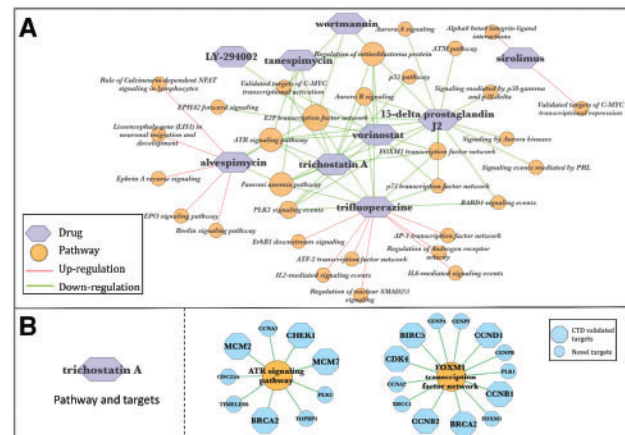 A
wortmannin
Aurora A signaling
Alpha6 beta4 integrin-ligand
interactions
LY-294002
tanespimycin
Regulation of retinoblastoma protein
ATM pathway
sirolimus
Role of Calcineurin-dependent NFAT
signaling in lymphocytes
Validated targets of C-MYC
transcriptional activation
p53 pathway
Signaling mediated by p38-gamma
and p38-delta
EPHA2 forward signaling
Aurora B signaling
15-delta prostaglandin
J2
Validated targets of C-MYC
transcriptional repression
E2F transcription factor network
Lissencephaly gene (LIS1) in
neuronal migration and
development
ATR signaling pathway
vorinostat
FOXM1 transcription factor network
Signaling by Aurora kinases
alvespimycin
trichostatin A
Signaling events mediated by PRL
Ephrin A reverse signaling
Fanconi anemia pathway
p73 transcription factor network
PLK1 signaling events
trifluoperazine
BARD1 signaling events
EPO signaling pathway
Reelin signaling pathway
ErbB1 downstream signaling
AP-1 transcription factor network
Regulation of Androgen receptor
network
ATF-2 transcription factor network
IL2-mediated signaling events
IL6-mediated signaling events
Regulation of nuclear SMAD2/3
signaling
Drug
Pathway
Up-regulation
Down-regulation
B
trichostatin A
Pathway and targets
CCNA2
CHEK1
MCM2
MCM7
CDC25A
ATR signaling
pathway
PLK1
TIMELESS
TOPBP1
BRCA2
CENPA
CENPF
BIRC5
CCND1
CDK4
CENPB
FOXM1
transcription
factor network
PLK1
CCNA2
CCNB1
XRCC1
FOXM1
CCNB2
BRCA2
CTD validated
targets
Novel targets